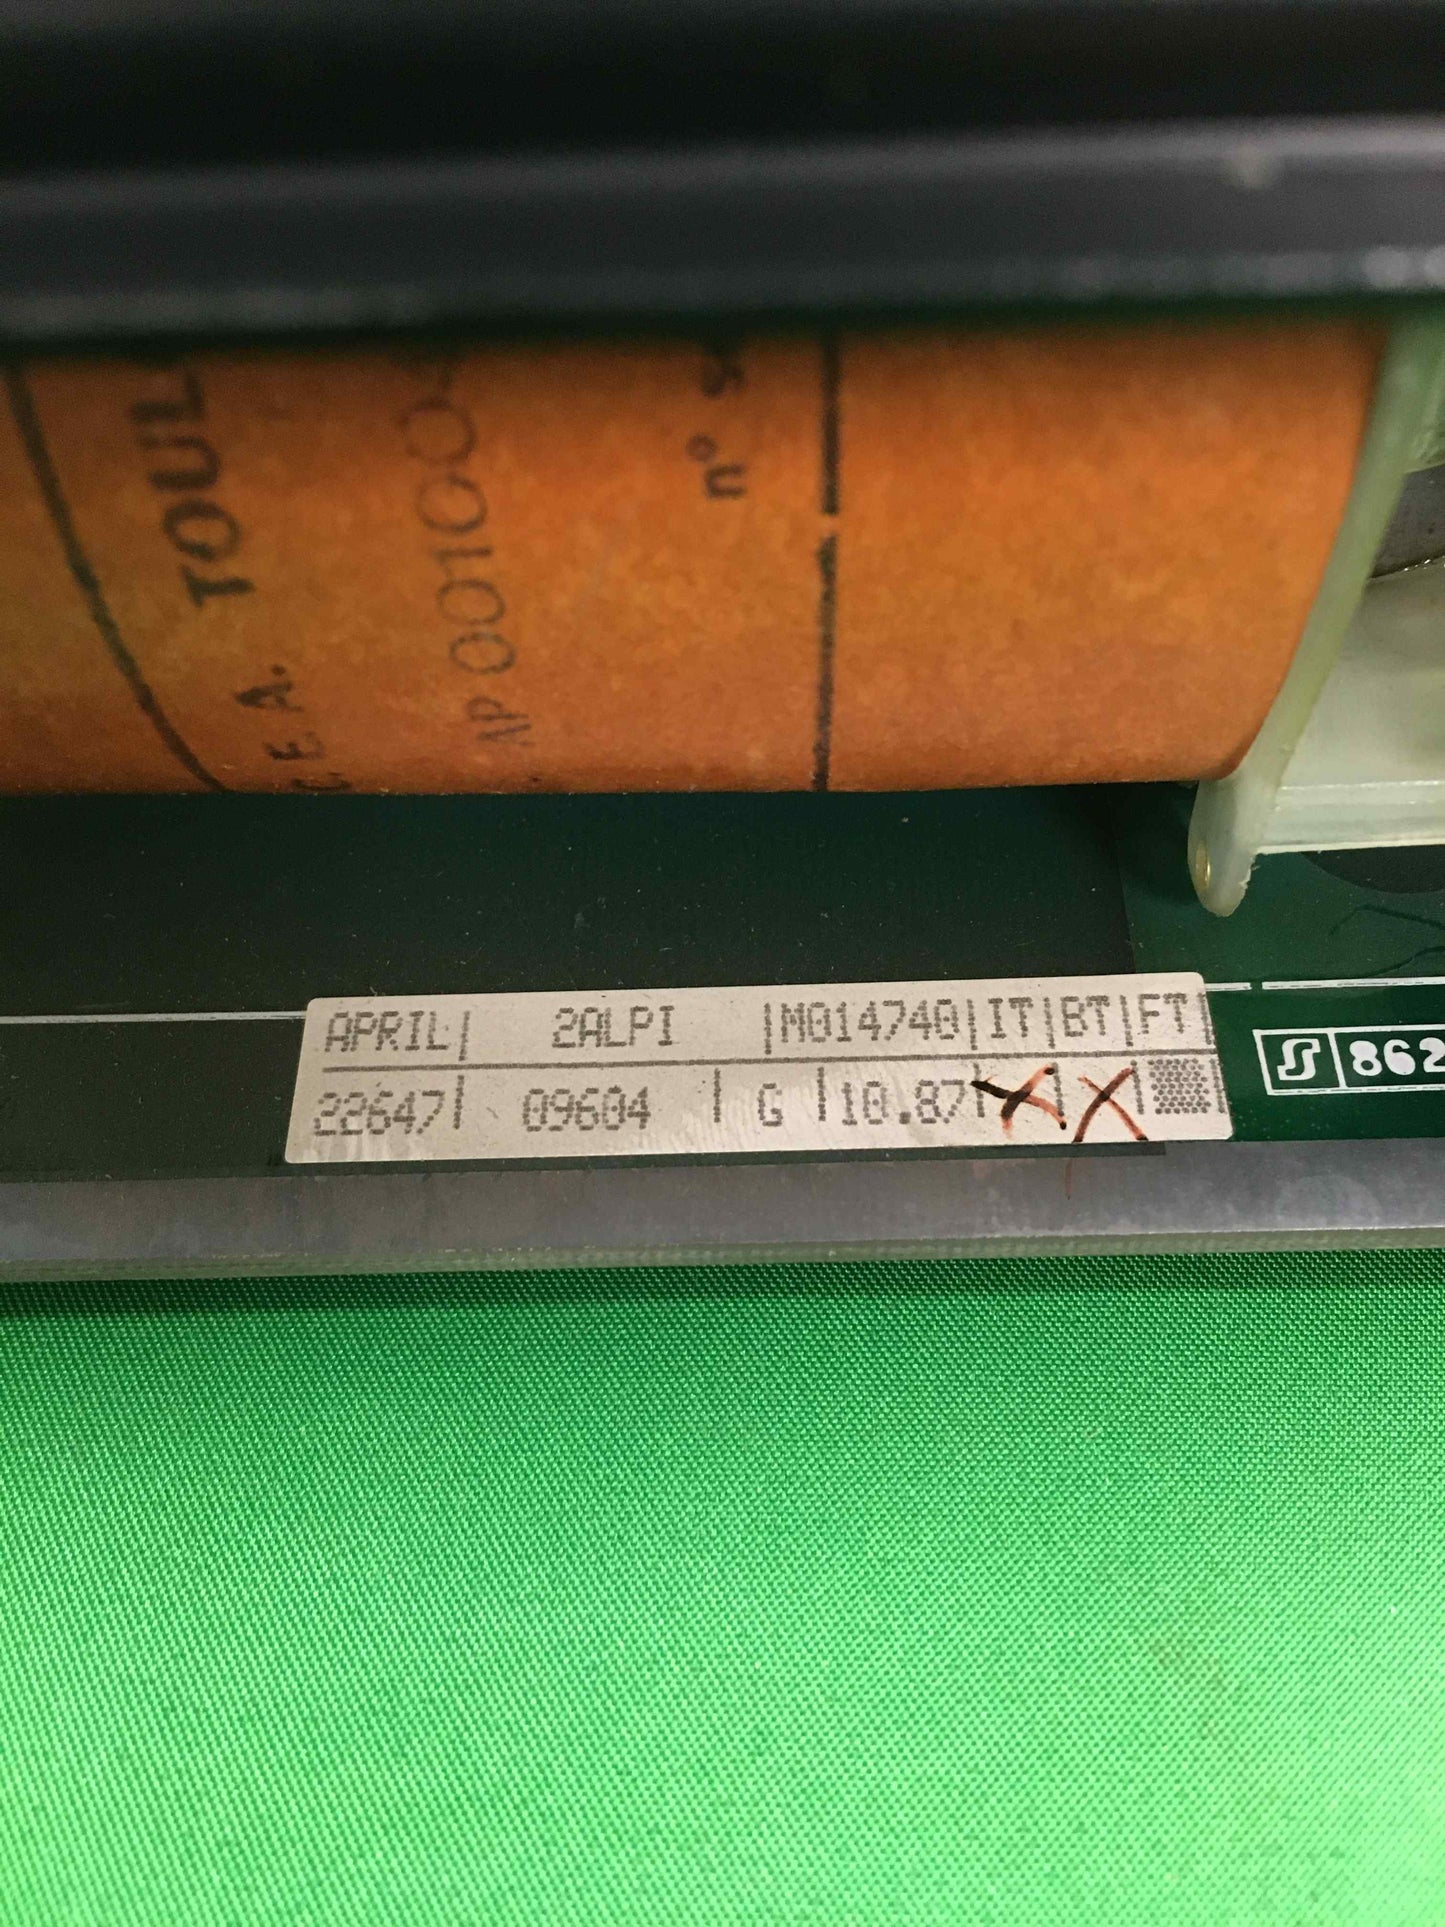 TOUL
C.E.A.
AP 00100
n° s
APRIL| 2ALPI |M014740|IT|BT|FT|
22647| 09604 | G |10.87|X|X|
862